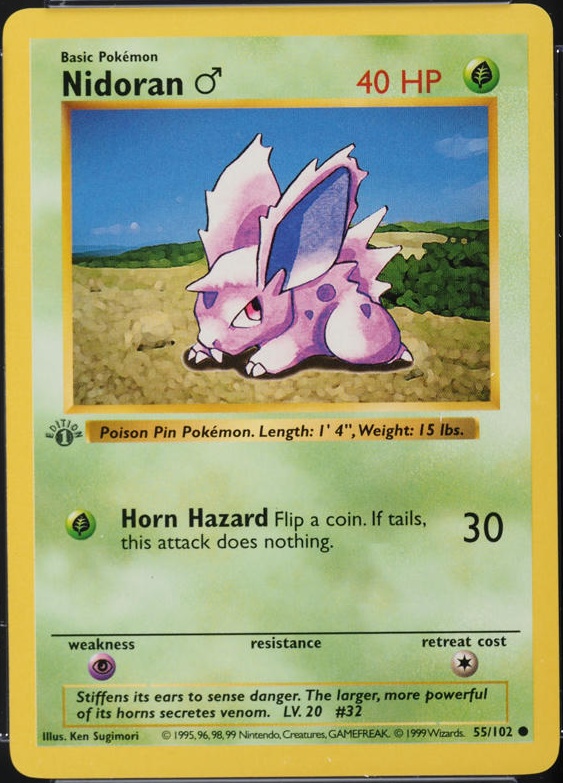 Basic Pokémon
Nidoran ♂ 40 HP
EDITION
1
Poison Pin Pokémon. Length: 1' 4", Weight: 15 lbs.
Horn Hazard Flip a coin. If tails, 30
this attack does nothing.
weakness resistance retreat cost
Stiffens its ears to sense danger. The larger, more powerful
of its horns secretes venom. LV. 20 #32
Illus. Ken Sugimori © 1995, 96, 98, 99 Nintendo, Creatures, GAMEFREAK. © 1999 Wizards. 55/102 ●